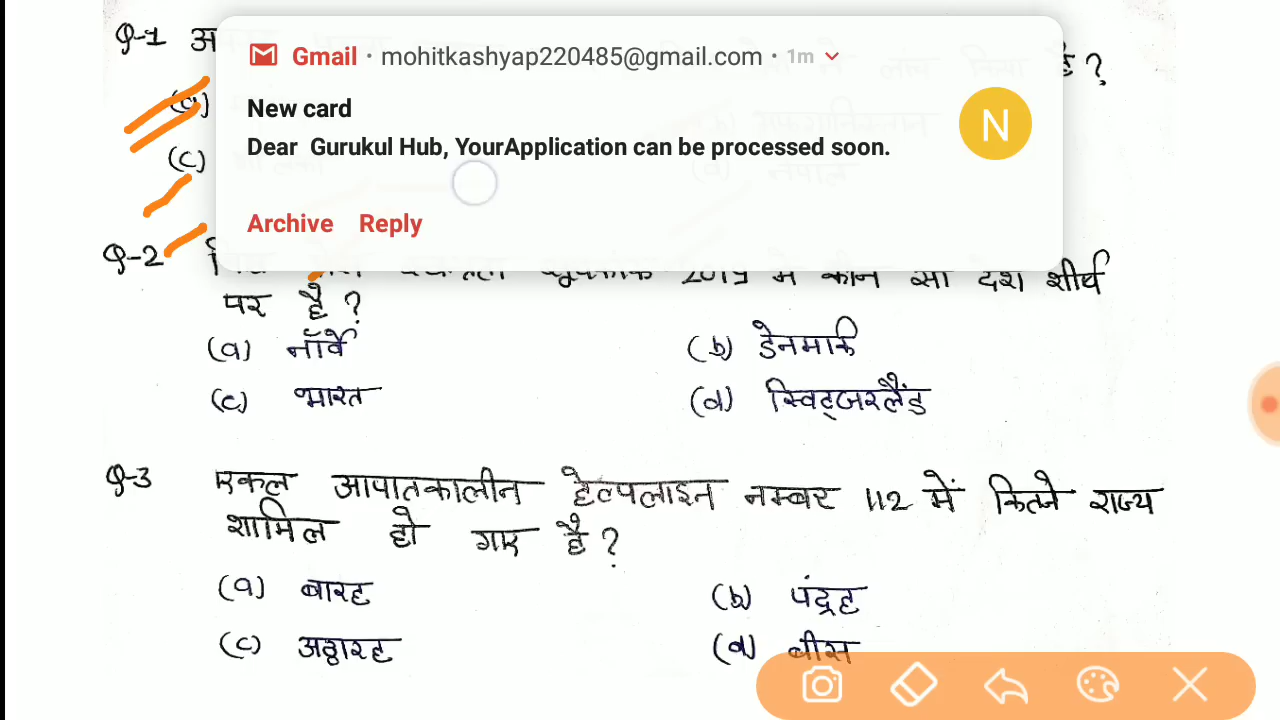 Q-1 अ
है ?
Gmail · mohitkashyap220485@gmail.com · 1m
New card
Dear Gurukul Hub, YourApplication can be processed soon.
N
Archive Reply
(a)
(c)
(d) नेपाल
Q-2 2019 में कौन सा देश शीर्ष
पर है ?
(a) नॉर्वे (b) डेनमार्क
(c) भारत (d) स्विट्जरलैंड
Q-3 एकल आपातकालीन हेल्पलाइन नम्बर 112 में कितने राज्य
शामिल हो गए है ?
(a) बारह (b) पंद्रह
(c) अठ्ठारह (d) बीस